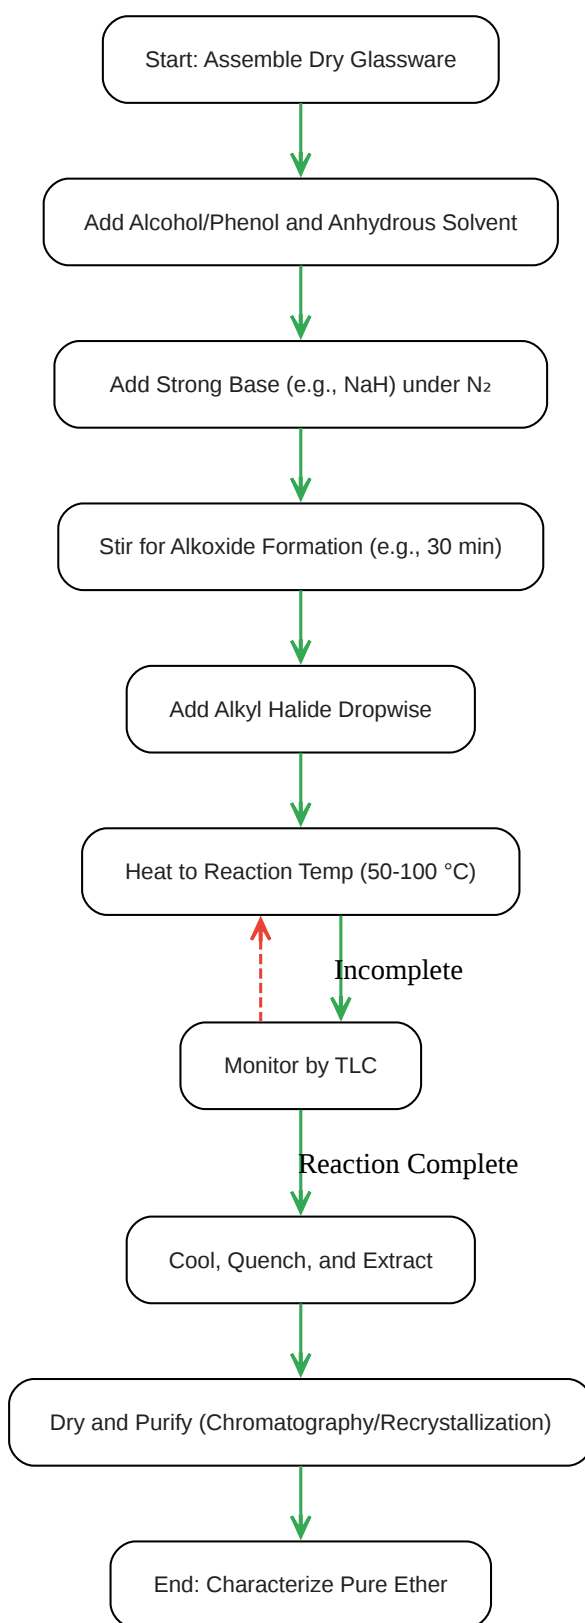 Start: Assemble Dry Glassware
Add Alcohol/Phenol and Anhydrous Solvent
Add Strong Base (e.g., NaH) under N₂
Stir for Alkoxide Formation (e.g., 30 min)
Add Alkyl Halide Dropwise
Heat to Reaction Temp (50-100 °C)
Incomplete
Monitor by TLC
Reaction Complete
Cool, Quench, and Extract
Dry and Purify (Chromatography/Recrystallization)
End: Characterize Pure Ether